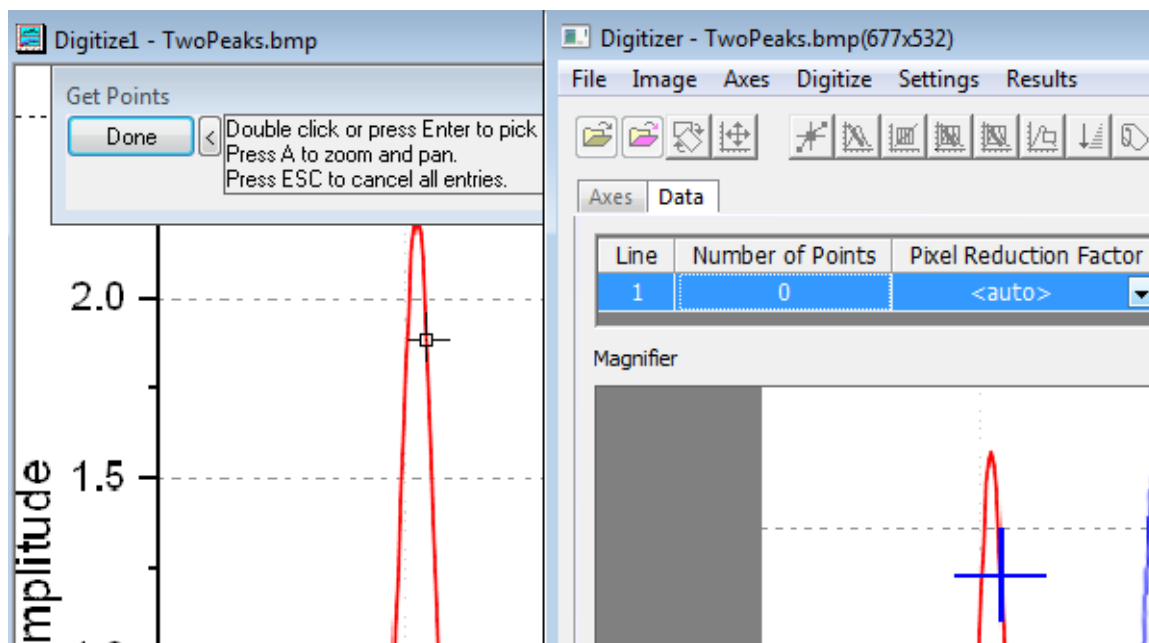 Digitize1 - TwoPeaks.bmp
Get Points
Done
<
Double click or press Enter to pick
Press A to zoom and pan.
Press ESC to cancel all entries.
2.0
1.5
mplitude
Digitizer - TwoPeaks.bmp(677x532)
File Image Axes Digitize Settings Results
Axes Data
Line Number of Points Pixel Reduction Factor
1 0 <auto>
Magnifier